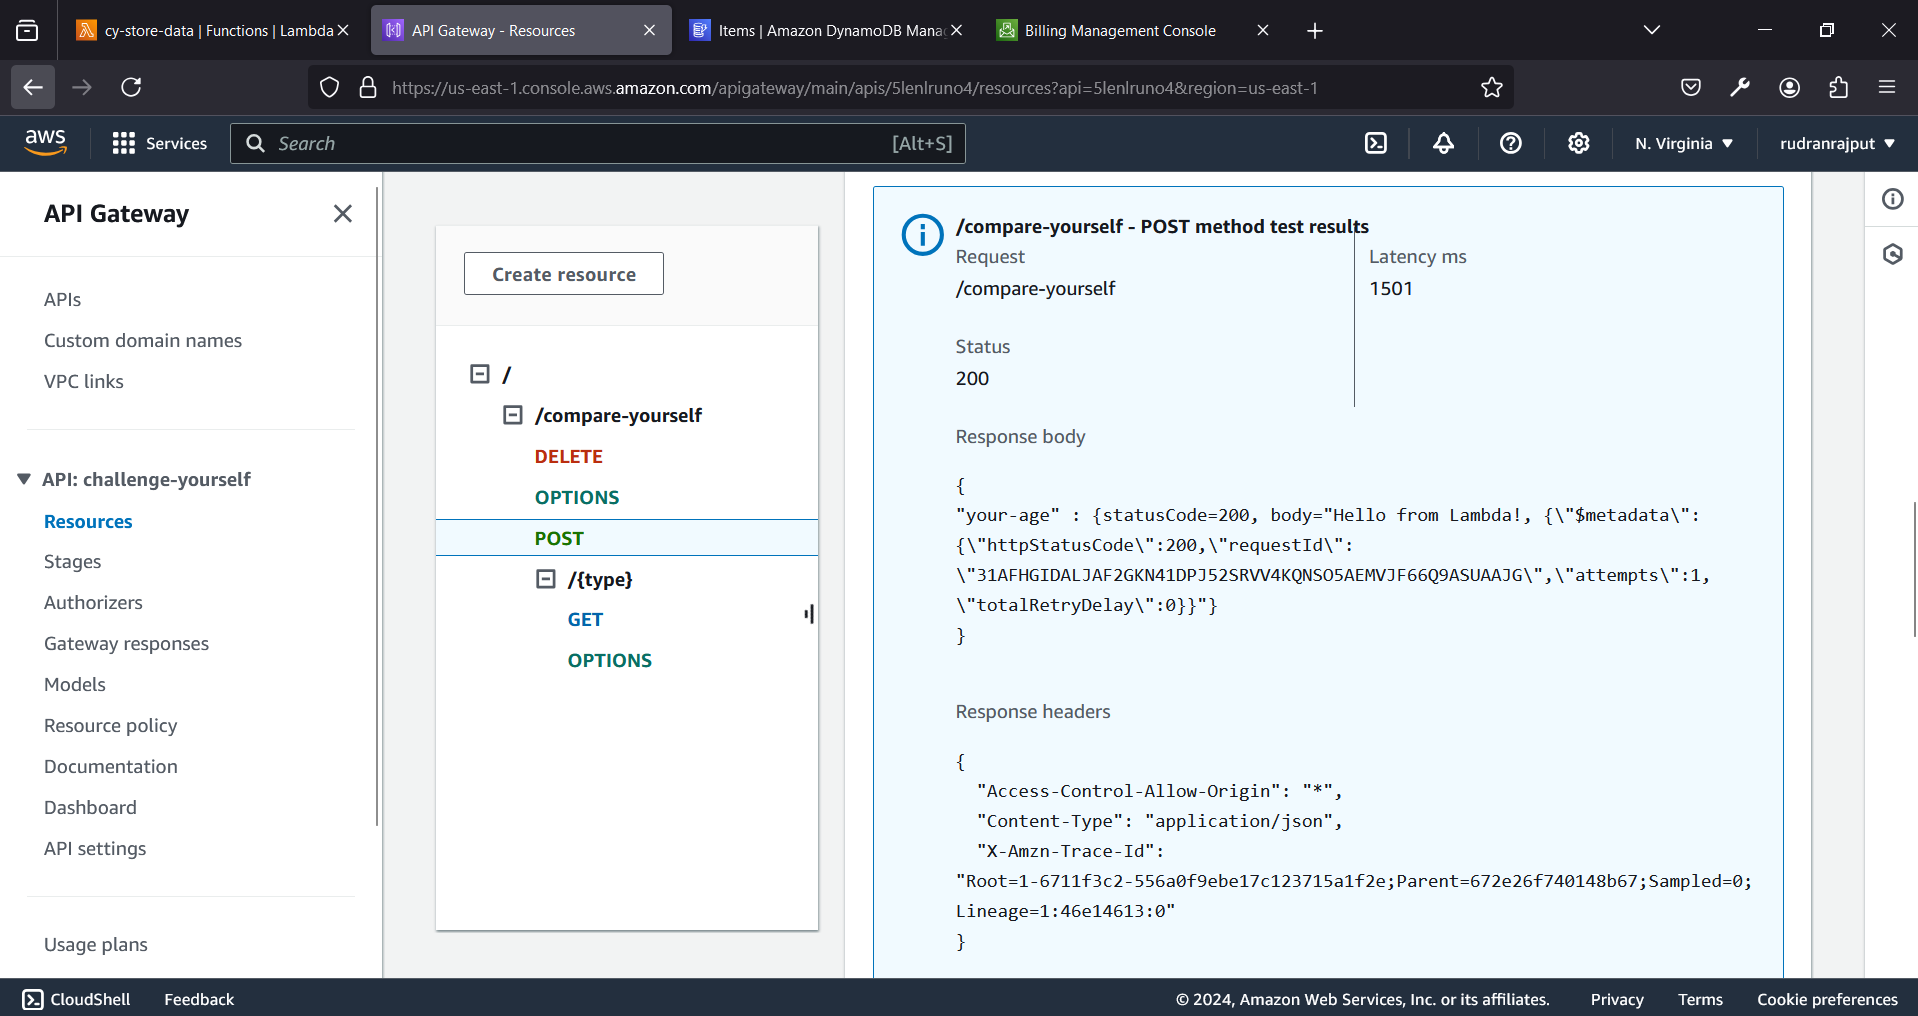 cy-store-data | Functions | Lambda
API Gateway - Resources
Items | Amazon DynamoDB Manag
Billing Management Console
https://us-east-1.console.aws.amazon.com/apigateway/main/apis/5lenlruno4/resources?api=5lenlruno4&region=us-east-1
aws
Services
Search
[Alt+S]
N. Virginia
rudranrajput
API Gateway
APIs
Custom domain names
VPC links
API: challenge-yourself
Resources
Stages
Authorizers
Gateway responses
Models
Resource policy
Documentation
Dashboard
API settings
Usage plans
Create resource
/
/compare-yourself
DELETE
OPTIONS
POST
/{type}
GET
OPTIONS
/compare-yourself - POST method test results
Request
/compare-yourself
Latency ms
1501
Status
200
Response body
{
"your-age" : {statusCode=200, body="Hello from Lambda!, {\"$metadata\":
{\"httpStatusCode\":200,\"requestId\":
\"31AFHGIDALJAF2GKN41DPJ52SRVV4KQNSO5AEMVJF66Q9ASUAAJG\",\"attempts\":1,
\"totalRetryDelay\":0}}"}
}
Response headers
{
"Access-Control-Allow-Origin": "*",
"Content-Type": "application/json",
"X-Amzn-Trace-Id":
"Root=1-6711f3c2-556a0f9ebe17c123715a1f2e;Parent=672e26f740148b67;Sampled=0;
Lineage=1:46e14613:0"
}
CloudShell
Feedback
© 2024, Amazon Web Services, Inc. or its affiliates.
Privacy
Terms
Cookie preferences